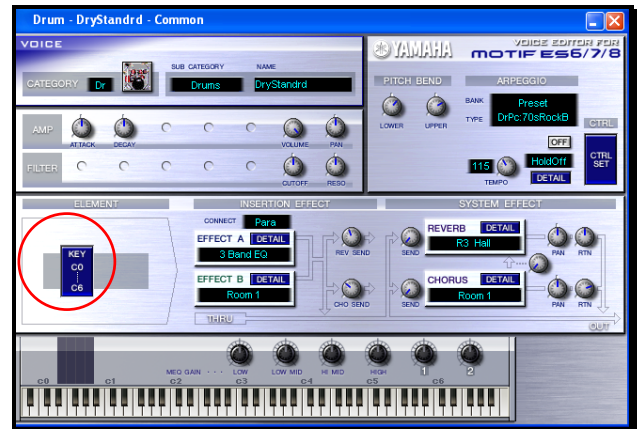 Drum - DryStandrd - Common
VOICE
SUB CATEGORY NAME
CATEGORY Dr Drums DryStandrd
YAMAHA
VOICE EDITOR FOR
MOTIF ES6/7/8
PITCH BEND ARPEGGIO
BANK Preset
TYPE DrPc:70sRockB
LOWER UPPER
CTRL
OFF
115 HoldOff
TEMPO DETAIL
CTRL
SET
AMP
ATTACK DECAY VOLUME PAN
FILTER
CUTOFF RESO
ELEMENT INSERTION EFFECT SYSTEM EFFECT
KEY
C0
C6
CONNECT Para
EFFECT A DETAIL
3 Band EQ
EFFECT B DETAIL
Room 1
REV SEND
CHO SEND
THRU
SEND REVERB DETAIL
R3 Hall
PAN RTN
SEND CHORUS DETAIL
Room 1
PAN RTN
OUT
MEQ GAIN · · · LOW LOW MID HI MID HIGH 1 2
c0 c1 c2 c3 c4 c5 c6